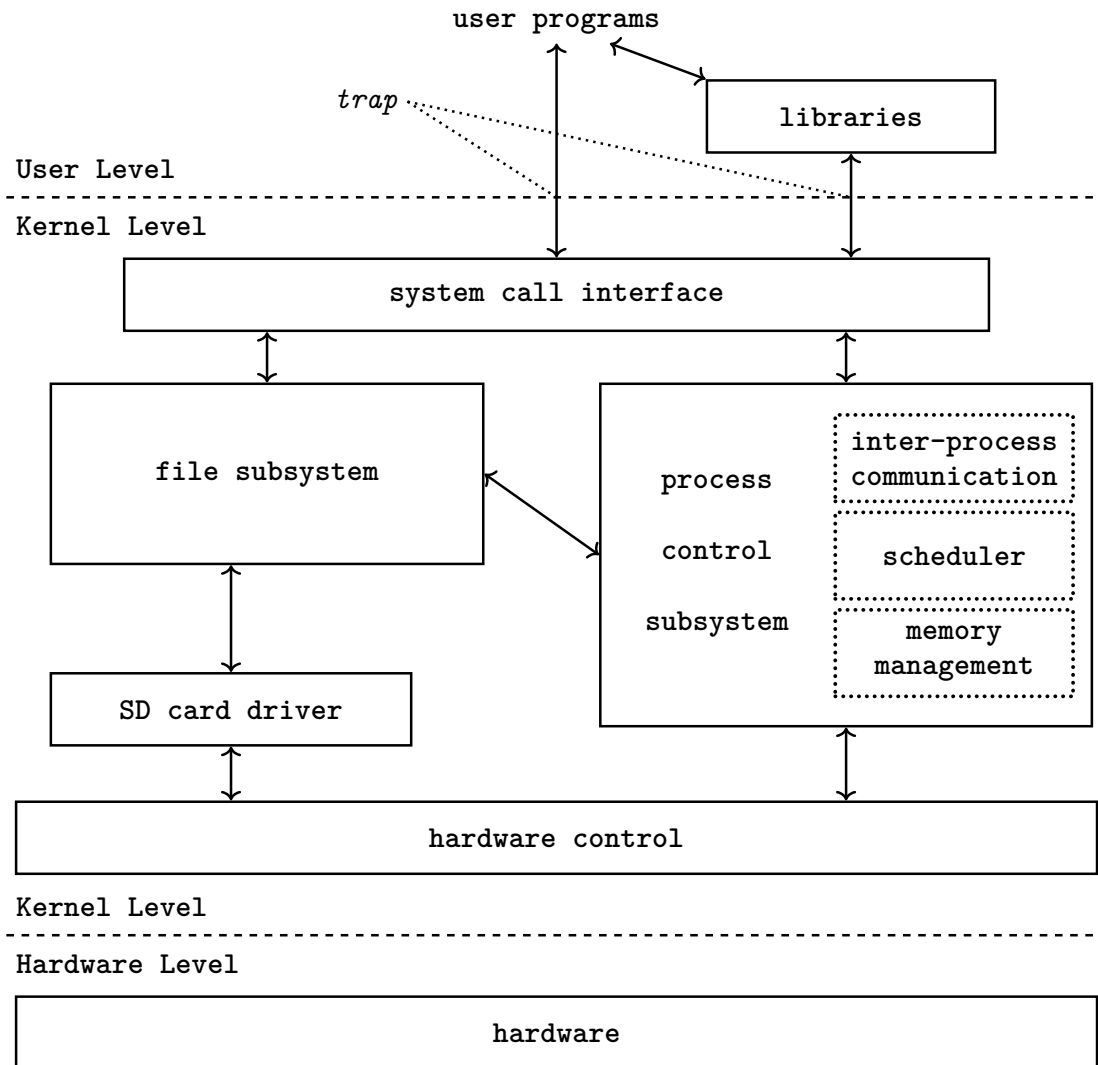 user programs
trap
libraries
User Level
Kernel Level
system call interface
file subsystem
process
control
subsystem
inter-process
communication
scheduler
memory
management
SD card driver
hardware control
Kernel Level
Hardware Level
hardware